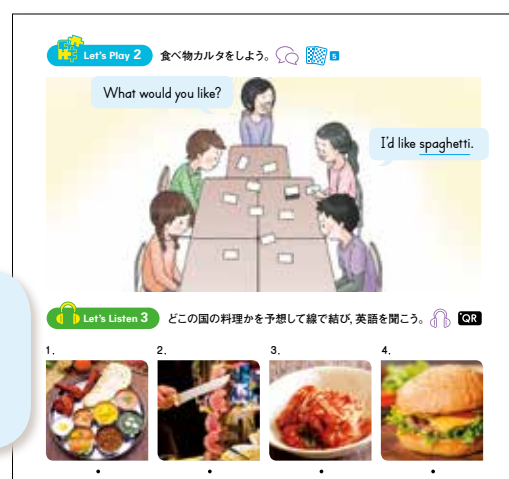 Let's Play 2 食べ物カルタをしよう。 5
What would you like?
I'd like spaghetti.
Let's Listen 3 どこの国の料理かを予想して線で結び, 英語を聞こう。 QR
1. 2. 3. 4.